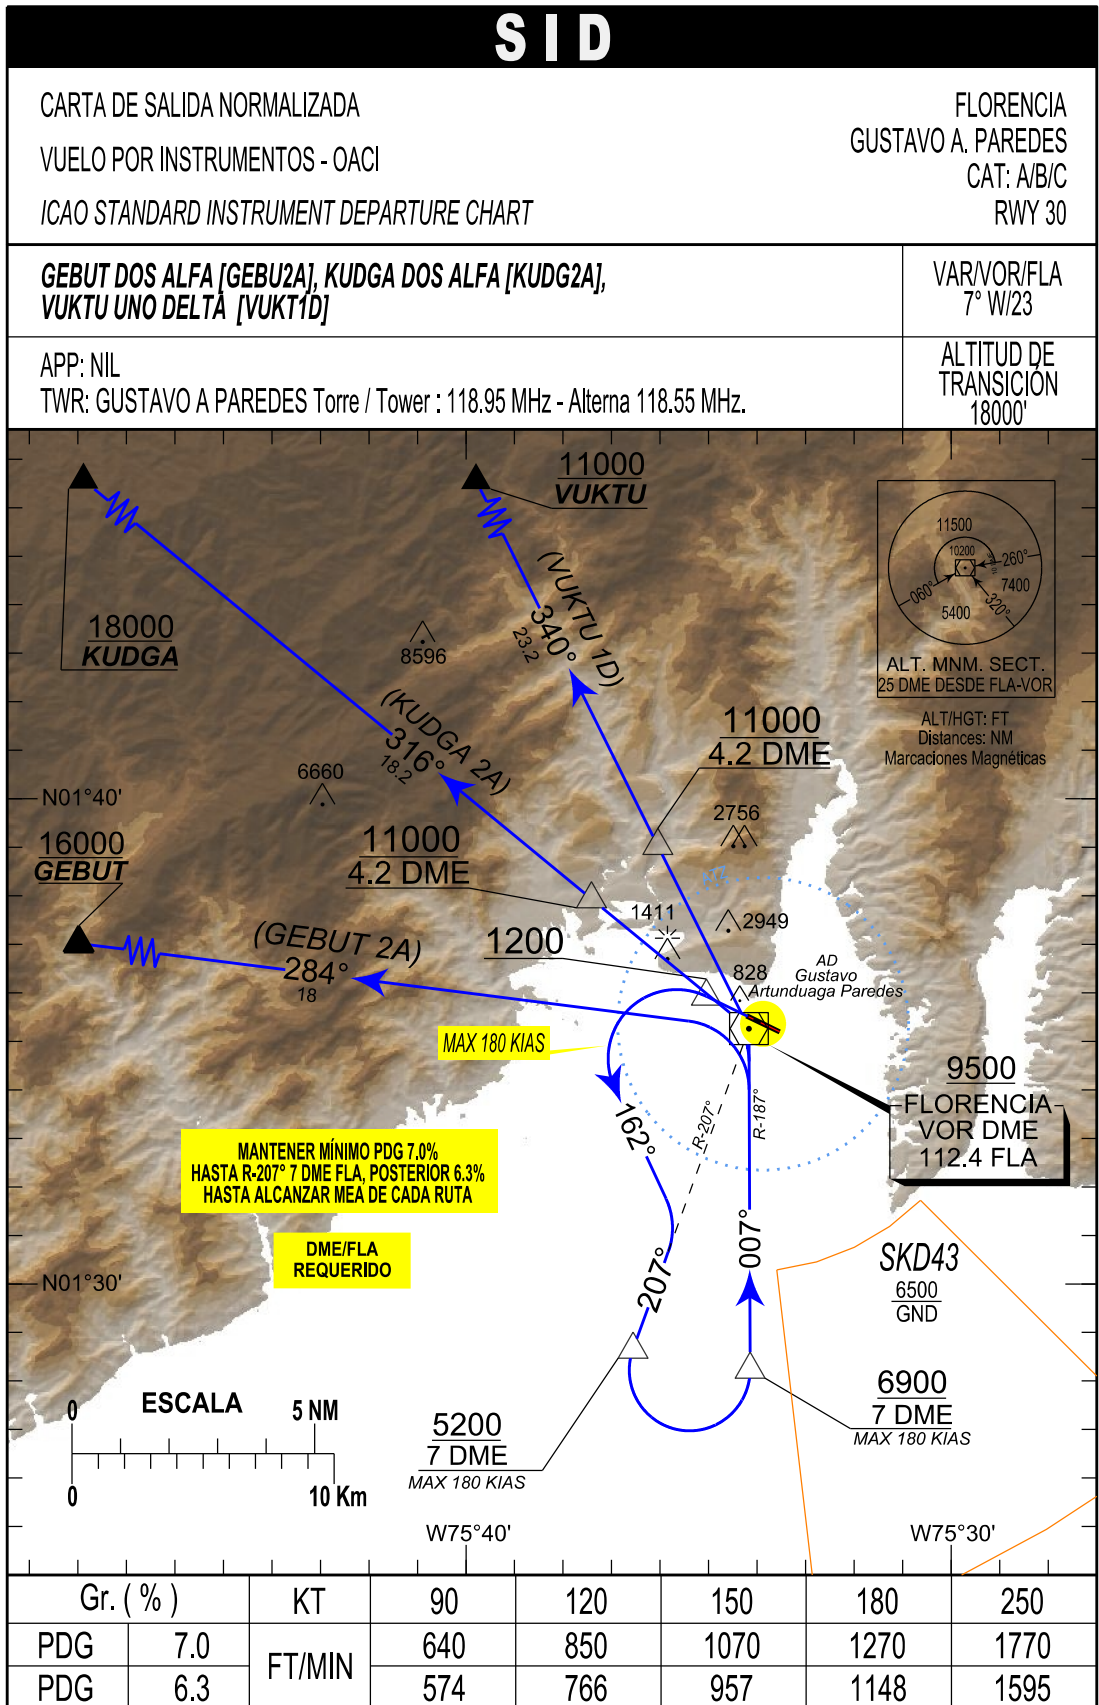 SID
CARTA DE SALIDA NORMALIZADA
VUELO POR INSTRUMENTOS - OACI
ICAO STANDARD INSTRUMENT DEPARTURE CHART
FLORENCIA
GUSTAVO A. PAREDES
CAT: A/B/C
RWY 30
GEBUT DOS ALFA [GEBU2A], KUDGA DOS ALFA [KUDG2A],
VUKTU UNO DELTA [VUKT1D]
VAR/VOR/FLA
7° W/23
APP: NIL
TWR: GUSTAVO A PAREDES Torre / Tower : 118.95 MHz - Alterna 118.55 MHz.
ALTITUD DE
TRANSICIÓN
18000'
11000
VUKTU
18000
KUDGA
8596
(VUKTU 1D)
340°
23.2
11500
10200
260°
060°
7400
320°
5400
ALT. MNM. SECT.
25 DME DESDE FLA-VOR
ALT/HGT: FT
Distances: NM
Marcaciones Magnéticas
(KUDGA 2A)
316°
18.2
11000
4.2 DME
6660
N01°40'
16000
GEBUT
11000
4.2 DME
2756
1411
2949
(GEBUT 2A)
284°
18
1200
828
AD
Gustavo
Artunduaga Paredes
MAX 180 KIAS
9500
FLORENCIA
VOR DME
112.4 FLA
162°
R-207°
R-187°
MANTENER MÍNIMO PDG 7.0%
HASTA R-207° 7 DME FLA, POSTERIOR 6.3%
HASTA ALCANZAR MEA DE CADA RUTA
DME/FLA
REQUERIDO
207°
007°
SKD43
6500
GND
N01°30'
6900
7 DME
MAX 180 KIAS
5200
7 DME
MAX 180 KIAS
ESCALA
0
5 NM
0
10 Km
W75°40'
W75°30'
Gr. ( % ) KT 90 120 150 180 250
PDG 7.0 FT/MIN 640 850 1070 1270 1770
PDG 6.3 574 766 957 1148 1595